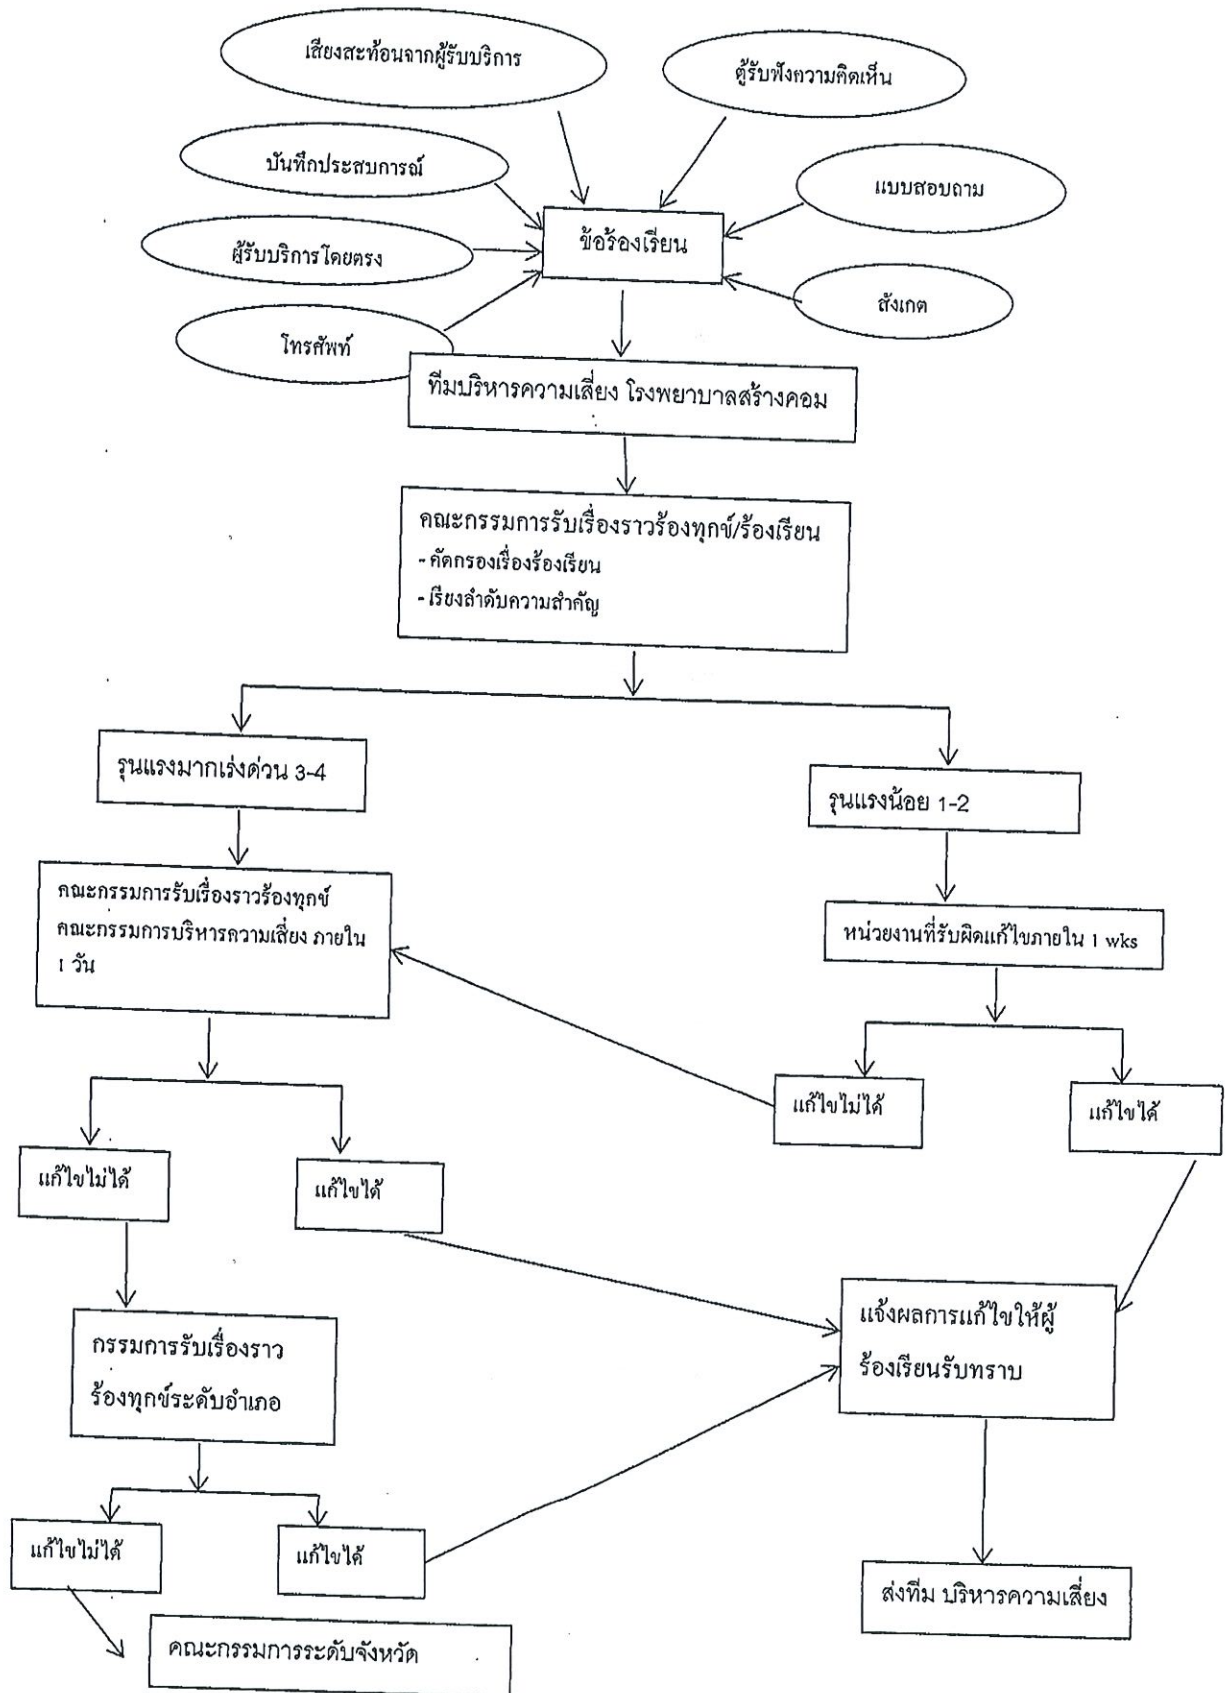 เสียงสะท้อนจากผู้รับบริการ
ตู้รับฟังความคิดเห็น
บันทึกประสบการณ์
แบบสอบถาม
ข้อร้องเรียน
ผู้รับบริการโดยตรง
สังเกต
โทรศัพท์
ทีมบริหารความเสี่ยง โรงพยาบาลสร้างคอม
คณะกรรมการรับเรื่องราวร้องทุกข์/ร้องเรียน
- คัดกรองเรื่องร้องเรียน
- เรียงลำดับความสำคัญ
รุนแรงมากเร่งด่วน 3-4
รุนแรงน้อย 1-2
คณะกรรมการรับเรื่องราวร้องทุกข์
คณะกรรมการบริหารความเสี่ยง ภายใน
1 วัน
หน่วยงานที่รับผิดแก้ไขภายใน 1 wks
แก้ไขไม่ได้
แก้ไขได้
แก้ไขไม่ได้
แก้ไขได้
แจ้งผลการแก้ไขให้ผู้
ร้องเรียนรับทราบ
กรรมการรับเรื่องราว
ร้องทุกข์ระดับอำเภอ
แก้ไขไม่ได้
แก้ไขได้
ส่งทีม บริหารความเสี่ยง
คณะกรรมการระดับจังหวัด